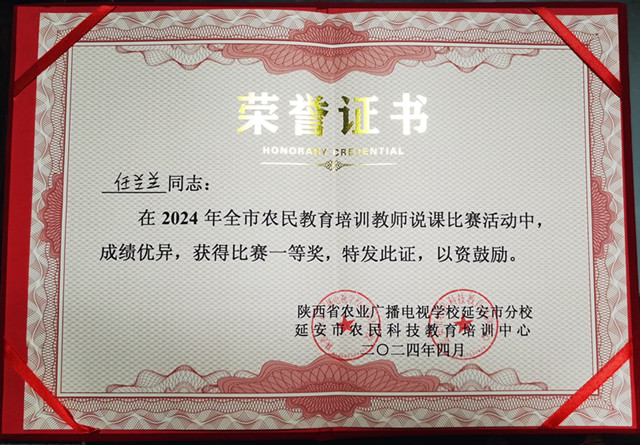 荣誉证书
HONORARY CREDENTIAL
任兰兰同志：
在2024年全市农民教育培训教师说课比赛活动中，
成绩优异，获得比赛一等奖，特发此证，以资鼓励。
陕西省农业广播电视学校延安市分校
延安市农民科技教育培训中心
二〇二四年四月